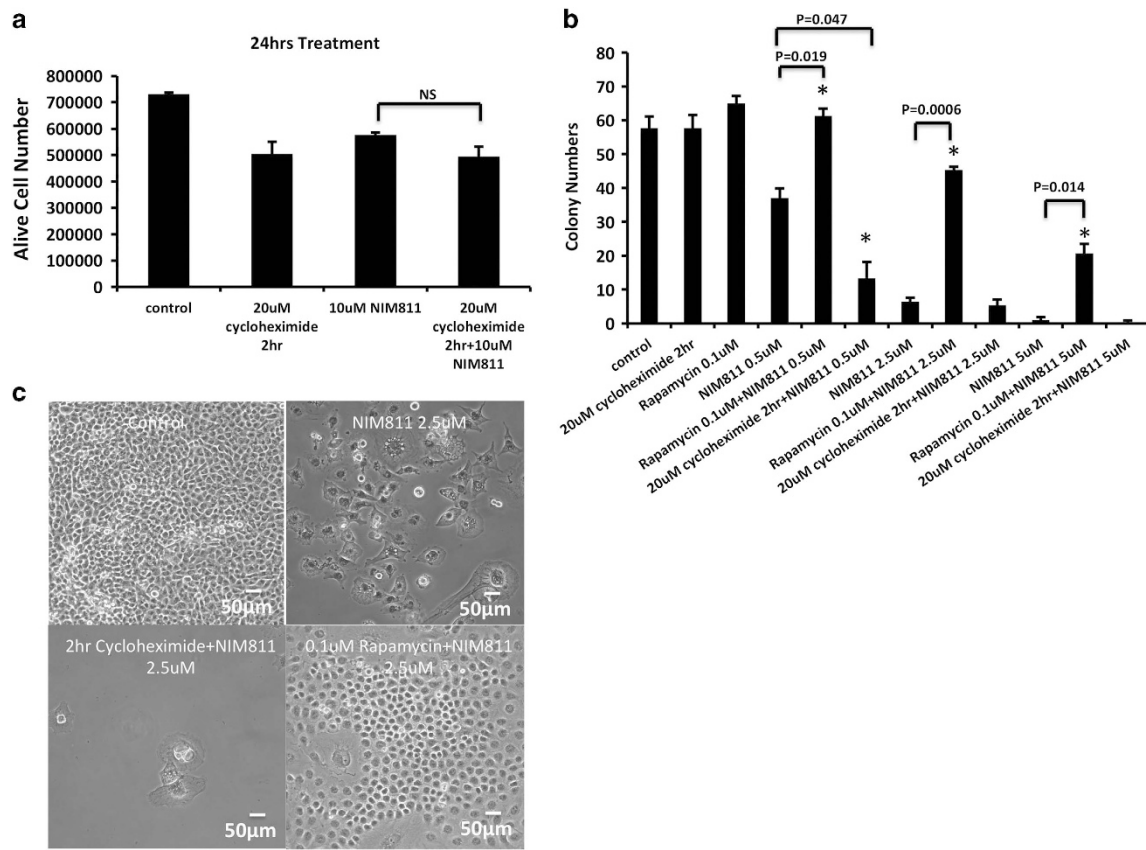 a
24hrs Treatment
Alive Cell Number
800000
700000
600000
500000
400000
300000
200000
100000
0
NS
control
20uM
cycloheximide
2hr
10uM NIM811
20uM
cycloheximide
2hr+10uM
NIM811
b
Colony Numbers
80
70
60
50
40
30
20
10
0
P=0.047
P=0.019
P=0.0006
P=0.014
*
*
*
*
control
20uM cycloheximide 2hr
Rapamycin 0.1uM
NIM811 0.5uM
Rapamycin 0.1uM+NIM811 0.5uM
20uM cycloheximide 2hr+NIM811 0.5uM
NIM811 2.5uM
Rapamycin 0.1uM+NIM811 2.5uM
20uM cycloheximide 2hr+NIM811 2.5uM
NIM811 5uM
Rapamycin 0.1uM+NIM811 5uM
20uM cycloheximide 2hr+NIM811 5uM
c
Control
50µm
NIM811 2.5uM
50µm
2hr Cycloheximide+NIM811
2.5uM
50µm
0.1uM Rapamycin+NIM811
2.5uM
50µm